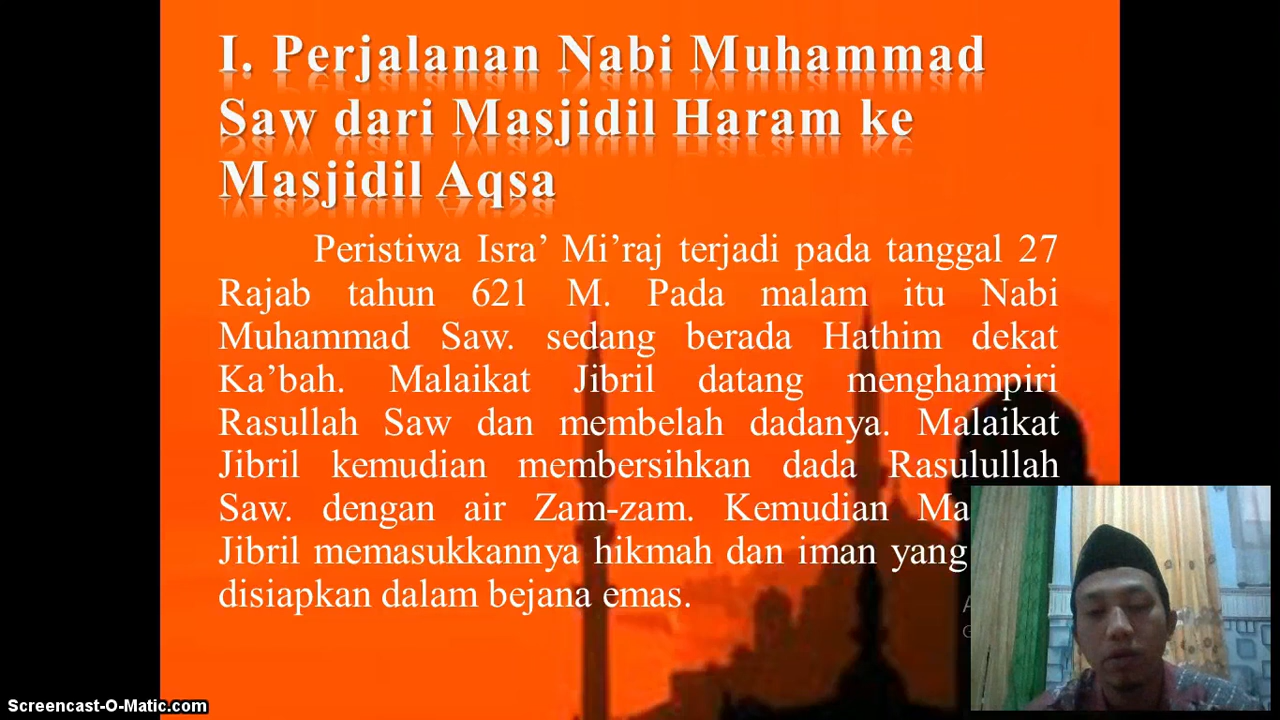 I. Perjalanan Nabi Muhammad
Saw dari Masjidil Haram ke
Masjidil Aqsa
Peristiwa Isra’ Mi’raj terjadi pada tanggal 27
Rajab tahun 621 M. Pada malam itu Nabi
Muhammad Saw. sedang berada Hathim dekat
Ka’bah. Malaikat Jibril datang menghampiri
Rasullah Saw dan membelah dadanya. Malaikat
Jibril kemudian membersihkan dada Rasulullah
Saw. dengan air Zam-zam. Kemudian
Jibril memasukkannya hikmah dan iman yang
disiapkan dalam bejana emas.
Screencast-O-Matic.com